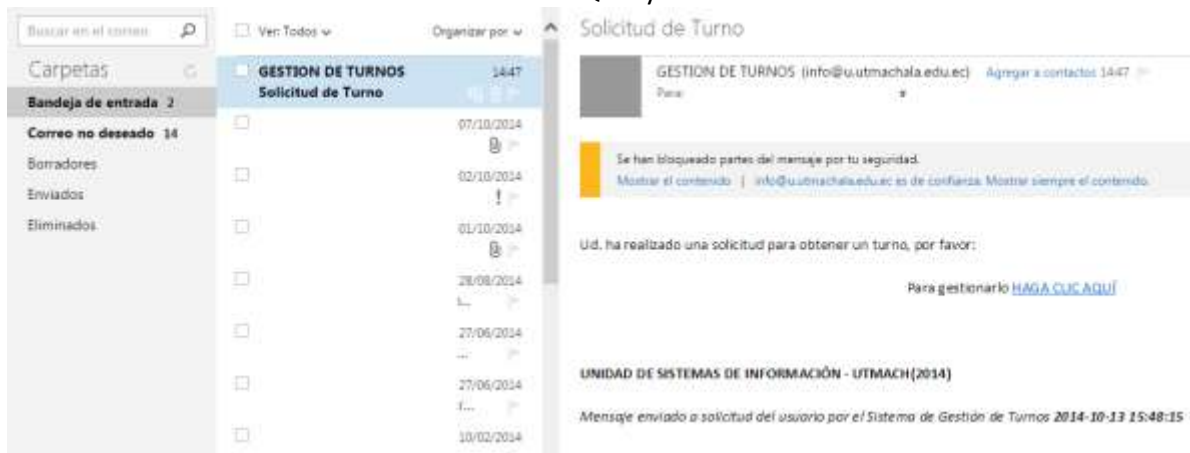 Buscar en el correo
Carpetas
Bandeja de entrada 2
Correo no deseado 14
Borradores
Enviados
Eliminados
Ver: Todos
Organizar por
GESTION DE TURNOS 14:47
Solicitud de Turno
07/10/2014
02/10/2014
!
01/10/2014
28/08/2014
27/06/2014
...
27/06/2014
10/02/2014
Solicitud de Turno
GESTION DE TURNOS (info@u.utmachala.edu.ec) Agregar a contactos 14:47
Para:
Se han bloqueado partes del mensaje por tu seguridad.
Mostrar el contenido | info@u.utmachala.edu.ec es de confianza. Mostrar siempre el contenido.
Ud. ha realizado una solicitud para obtener un turno, por favor:
Para gestionarlo HAGA CLIC AQUÍ
UNIDAD DE SISTEMAS DE INFORMACIÓN - UTMACH(2014)
Mensaje enviado a solicitud del usuario por el Sistema de Gestión de Turnos 2014-10-13 15:48:15